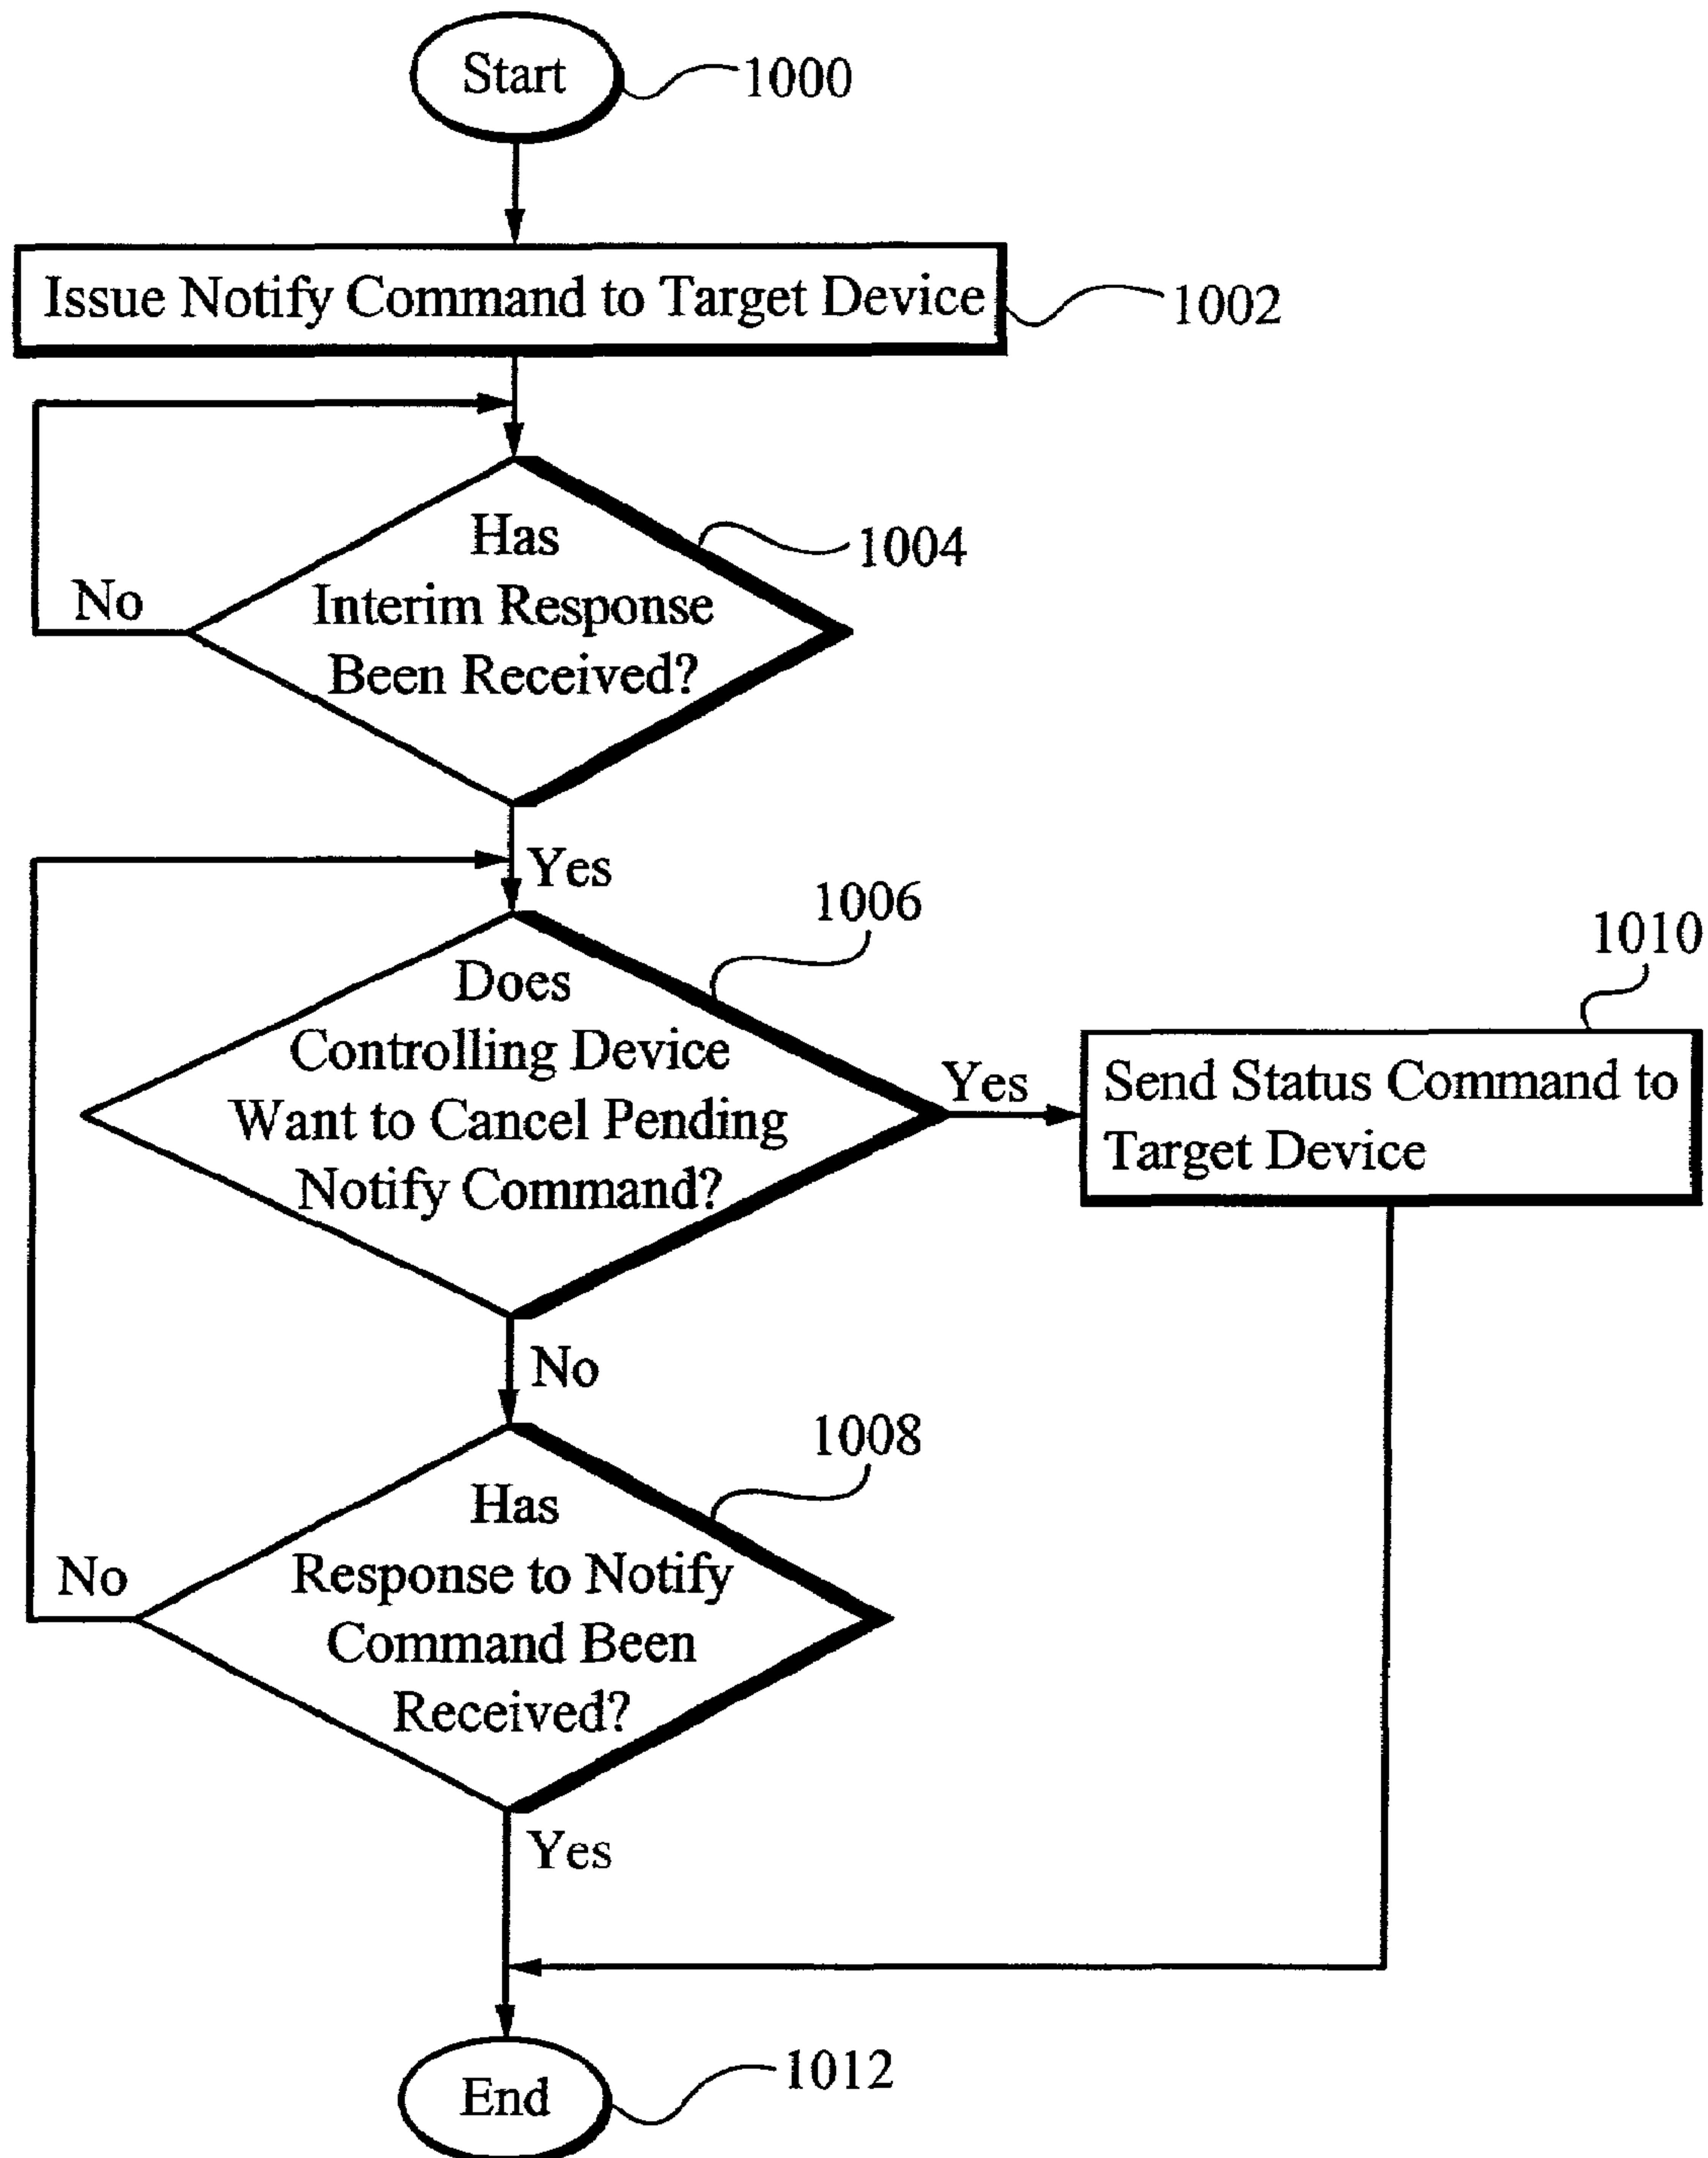 Start
1000
Issue Notify Command to Target Device
1002
Has
Interim Response
Been Received?
1004
No
Yes
1006
Does
Controlling Device
Want to Cancel Pending
Notify Command?
Yes
1010
Send Status Command to
Target Device
No
1008
Has
Response to Notify
Command Been
Received?
No
Yes
End
1012